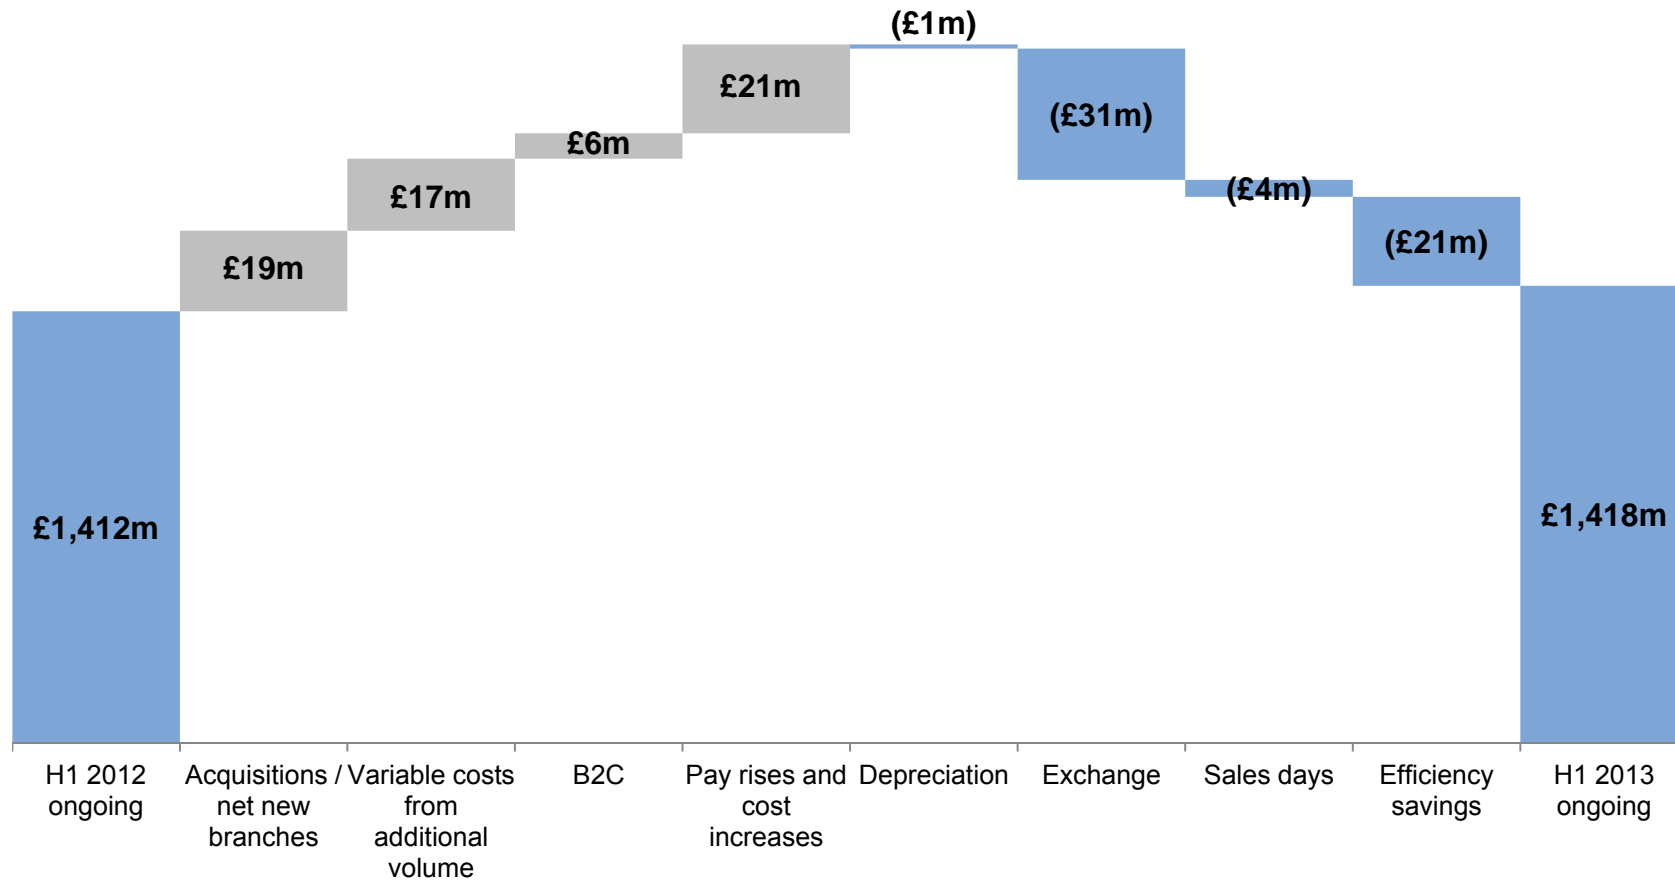 (£1m)
£21m
(£31m)
£6m
£17m
(£4m)
£19m
(£21m)
£1,412m
£1,418m
H1 2012
ongoing
Acquisitions /
net new
branches
Variable costs
from
additional
volume
B2C
Pay rises and
cost
increases
Depreciation
Exchange
Sales days
Efficiency
savings
H1 2013
ongoing